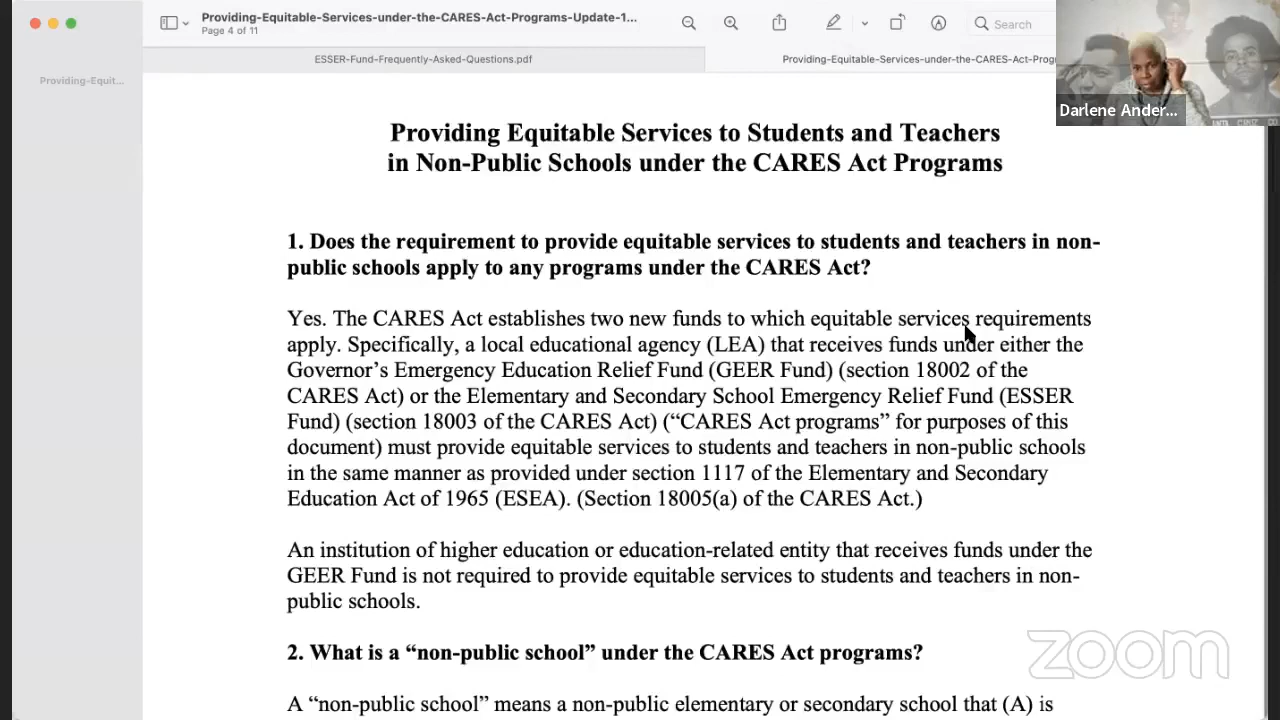 Providing-Equitable-Services-under-the-CARES-Act-Programs-Update-1...
Page 4 of 11
Search
ESSER-Fund-Frequently-Asked-Questions.pdf
Providing-Equitable-Services-under-the-CARES-Act-Prog
Providing-Equit...
Darlene Ander...
Providing Equitable Services to Students and Teachers
in Non-Public Schools under the CARES Act Programs
1. Does the requirement to provide equitable services to students and teachers in non-
public schools apply to any programs under the CARES Act?
Yes. The CARES Act establishes two new funds to which equitable services requirements
apply. Specifically, a local educational agency (LEA) that receives funds under either the
Governor’s Emergency Education Relief Fund (GEER Fund) (section 18002 of the
CARES Act) or the Elementary and Secondary School Emergency Relief Fund (ESSER
Fund) (section 18003 of the CARES Act) (“CARES Act programs” for purposes of this
document) must provide equitable services to students and teachers in non-public schools
in the same manner as provided under section 1117 of the Elementary and Secondary
Education Act of 1965 (ESEA). (Section 18005(a) of the CARES Act.)
An institution of higher education or education-related entity that receives funds under the
GEER Fund is not required to provide equitable services to students and teachers in non-
public schools.
2. What is a “non-public school” under the CARES Act programs?
A “non-public school” means a non-public elementary or secondary school that (A) is
zoom